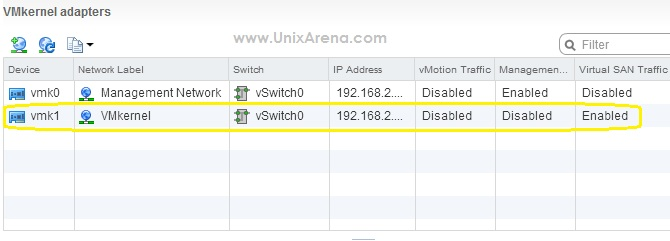 VMkernel adapters
www.UnixArena.com
Filter
Device Network Label Switch IP Address vMotion Traffic Management... Virtual SAN Traffic
vmk0 Management Network vSwitch0 192.168.2.... Disabled Enabled Disabled
vmk1 VMkernel vSwitch0 192.168.2.... Disabled Disabled Enabled